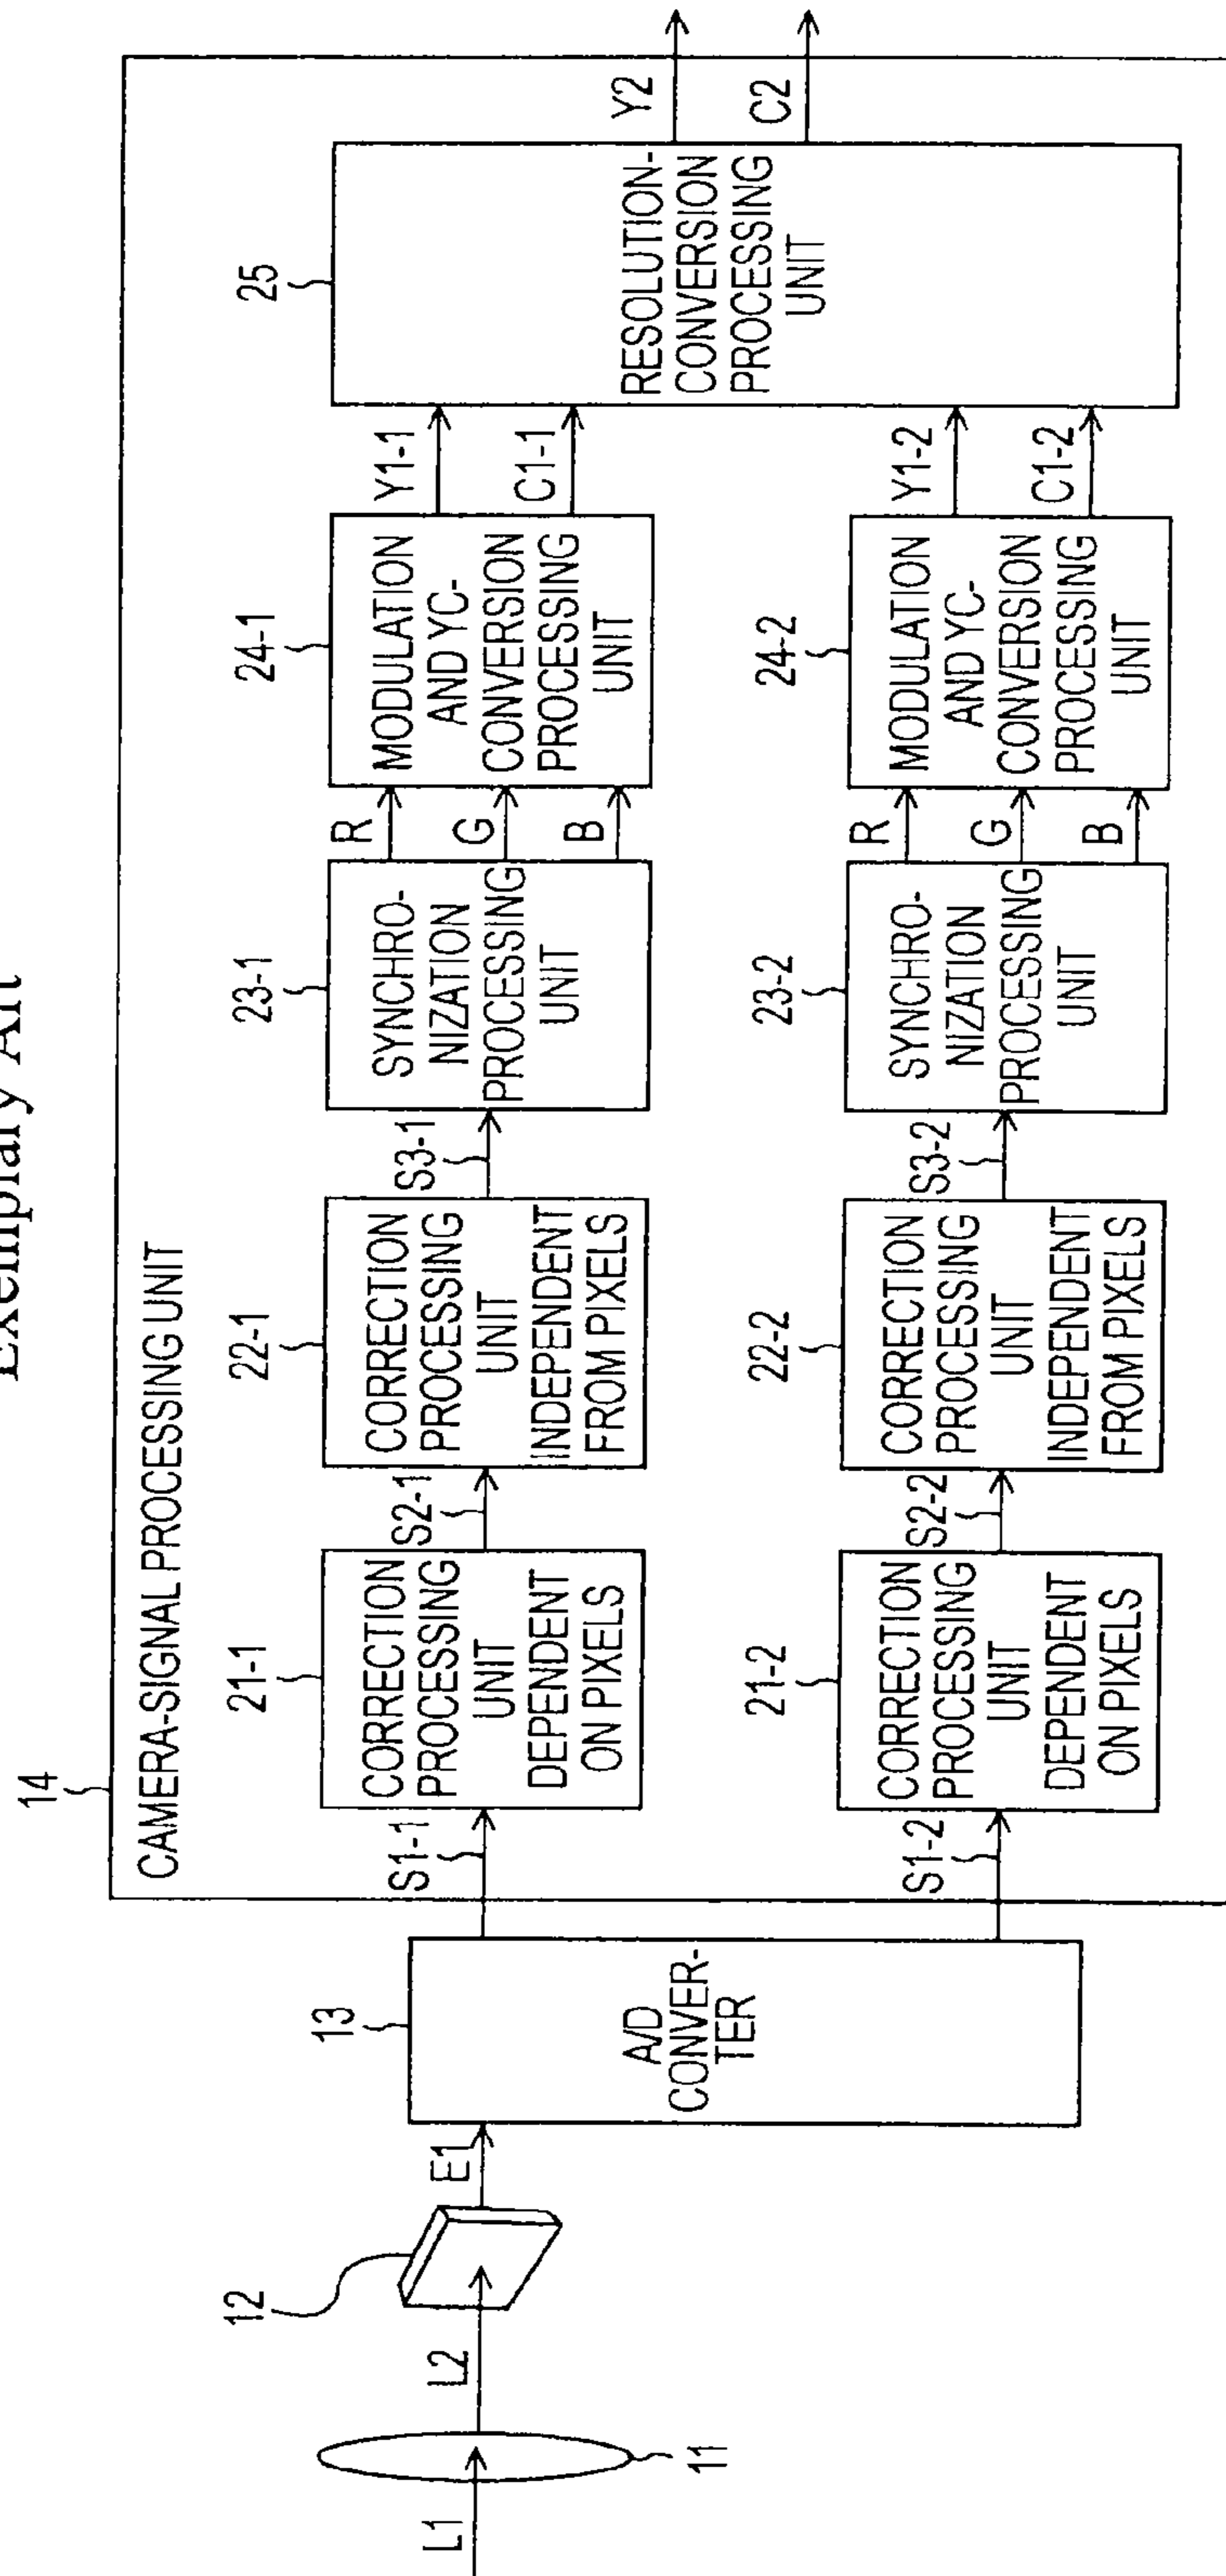 Exemplary Art
14
CAMERA-SIGNAL PROCESSING UNIT
L1
11
L2
12
E1
13
A/D
CONVER-
TER
S1-1
21-1
CORRECTION
PROCESSING
UNIT
DEPENDENT
ON PIXELS
S2-1
22-1
CORRECTION
PROCESSING
UNIT
INDEPENDENT
FROM PIXELS
S3-1
23-1
SYNCHRO-
NIZATION
PROCESSING
UNIT
R
G
B
24-1
MODULATION
AND YC-
CONVERSION
PROCESSING
UNIT
Y1-1
C1-1
25
RESOLUTION-
CONVERSION
PROCESSING
UNIT
Y2
C2
S1-2
21-2
CORRECTION
PROCESSING
UNIT
DEPENDENT
ON PIXELS
S2-2
22-2
CORRECTION
PROCESSING
UNIT
INDEPENDENT
FROM PIXELS
S3-2
23-2
SYNCHRO-
NIZATION
PROCESSING
UNIT
R
G
B
24-2
MODULATION
AND YC-
CONVERSION
PROCESSING
UNIT
Y1-2
C1-2